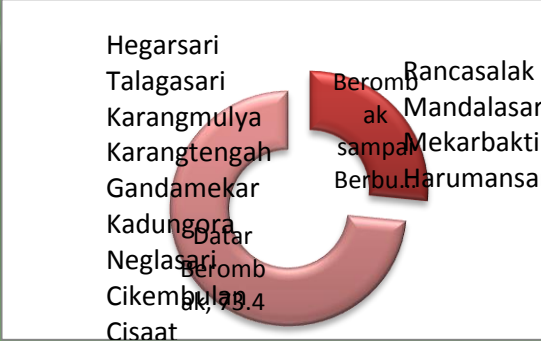 Hegarsari
Talagasari
Karangmulya
Karangtengah
Gandamekar
Kadungora
Neglasari
Cikembulan
Cisaat
Beromb
ak
sampai
Berbu...
Rancasalak
Mandalasar
Mekarbakti
Harumansa
Datar
Beromb
ak; 73.4